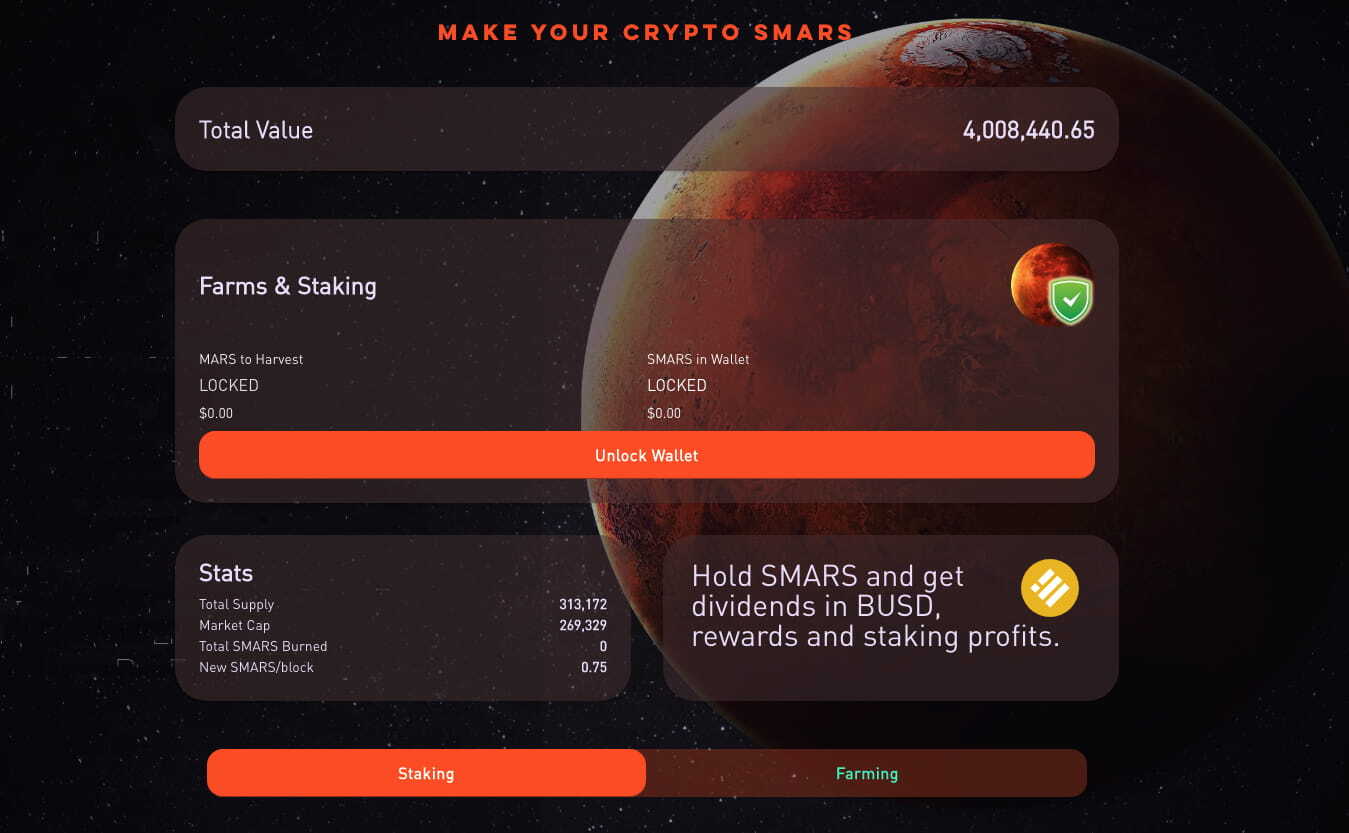 MAKE YOUR CRYPTO SMARS
Total Value 4,008,440.65
Farms & Staking
MARS to Harvest SMARS in Wallet
LOCKED LOCKED
$0.00 $0.00
Unlock Wallet
Stats
Total Supply 313,172
Market Cap 269,329
Total SMARS Burned 0
New SMARS/block 0.75
Hold SMARS and get
dividends in BUSD,
rewards and staking profits.
Staking Farming